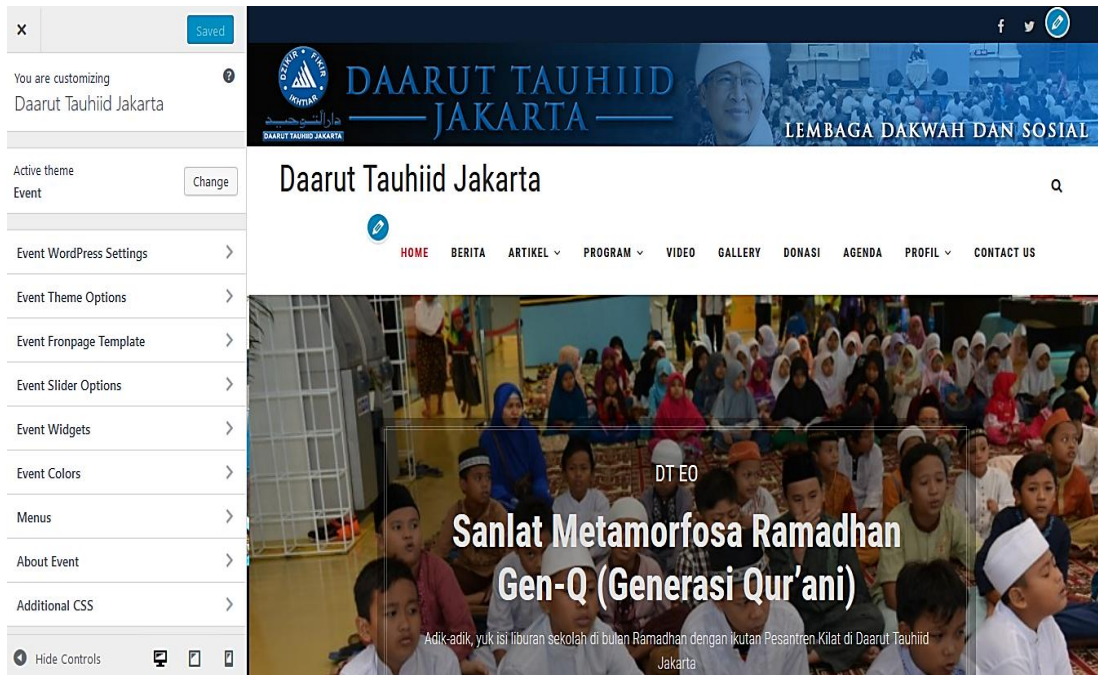 Saved
You are customizing
Daarut Tauhiid Jakarta
Active theme
Event
Change
Event WordPress Settings
Event Theme Options
Event Fronpage Template
Event Slider Options
Event Widgets
Event Colors
Menus
About Event
Additional CSS
Hide Controls
DZIKIR • FIKIR • IKHTIAR
دارالتوحيد
DAARUT TAUHIID JAKARTA
DAARUT TAUHIID
JAKARTA
LEMBAGA DAKWAH DAN SOSIAL
Daarut Tauhiid Jakarta
HOME BERITA ARTIKEL PROGRAM VIDEO GALLERY DONASI AGENDA PROFIL CONTACT US
DT EO
Sanlat Metamorfosa Ramadhan
Gen-Q (Generasi Qur’ani)
Adik-adik, yuk isi liburan sekolah di bulan Ramadhan dengan ikutan Pesantren Kilat di Daarut Tauhiid
Jakarta